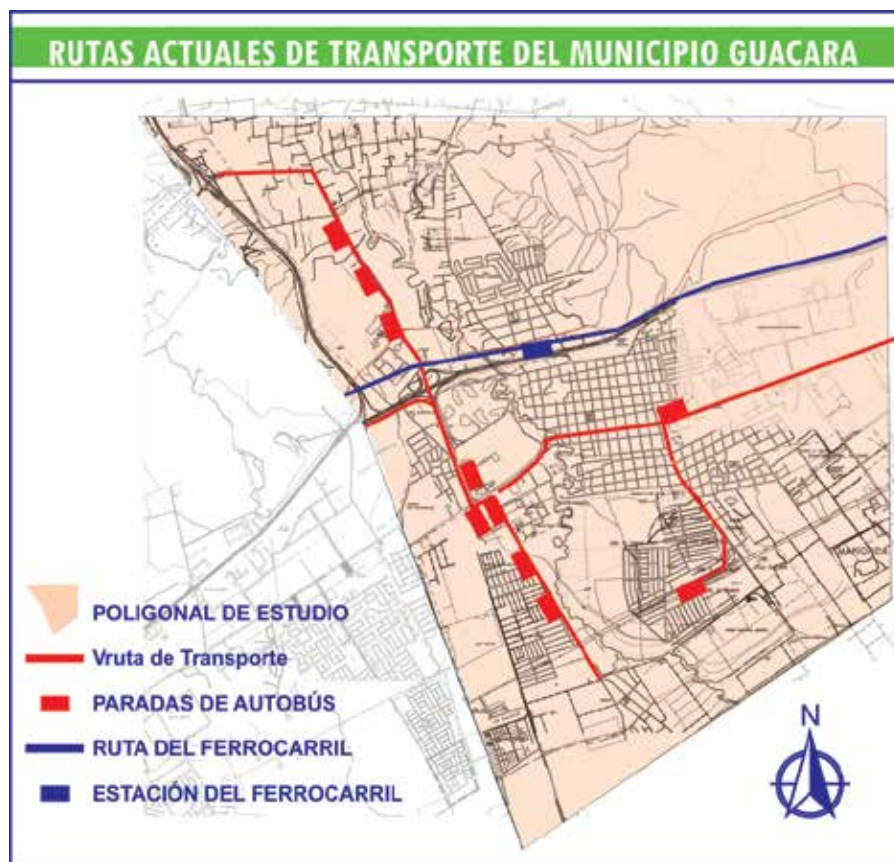 RUTAS ACTUALES DE TRANSPORTE DEL MUNICIPIO GUACARA
POLIGONAL DE ESTUDIO
Vruta de Transporte
PARADAS DE AUTOBÚS
RUTA DEL FERROCARRIL
ESTACIÓN DEL FERROCARRIL
N